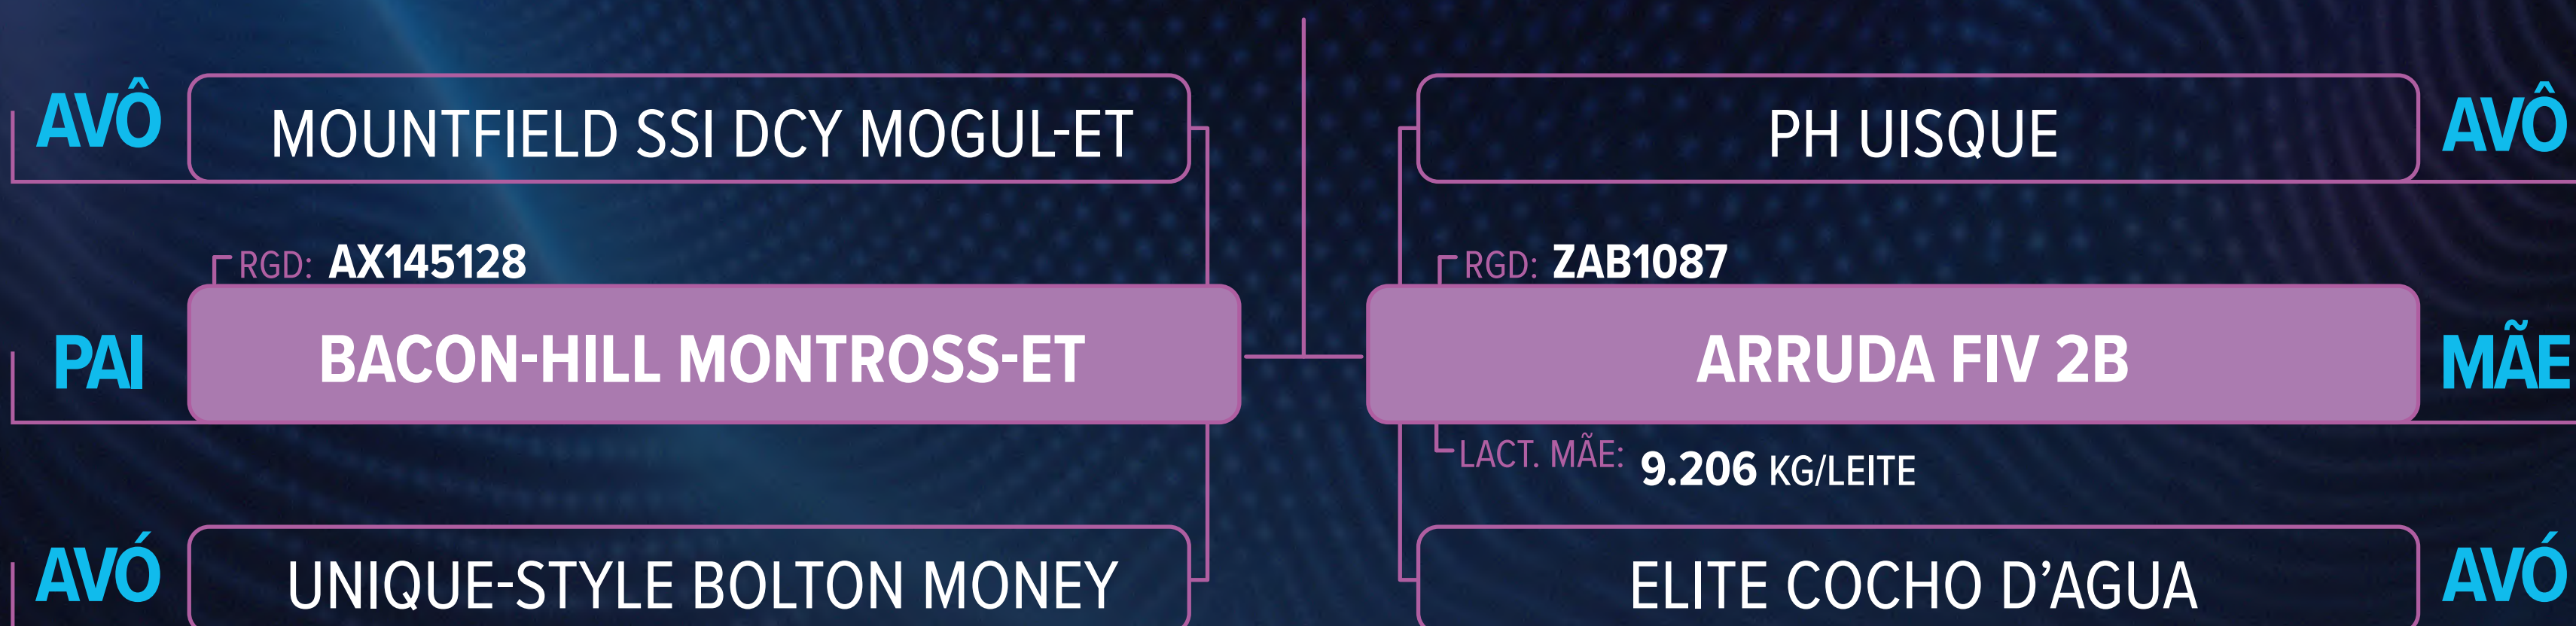 AVÔ MOUNTFIELD SSI DCY MOGUL-ET
PH UISQUE AVÔ
RGD: AX145128
RGD: ZAB1087
PAI BACON-HILL MONTROSS-ET
ARRUDA FIV 2B MÃE
LACT. MÃE: 9.206 KG/LEITE
AVÓ UNIQUE-STYLE BOLTON MONEY
ELITE COCHO D'AGUA AVÓ